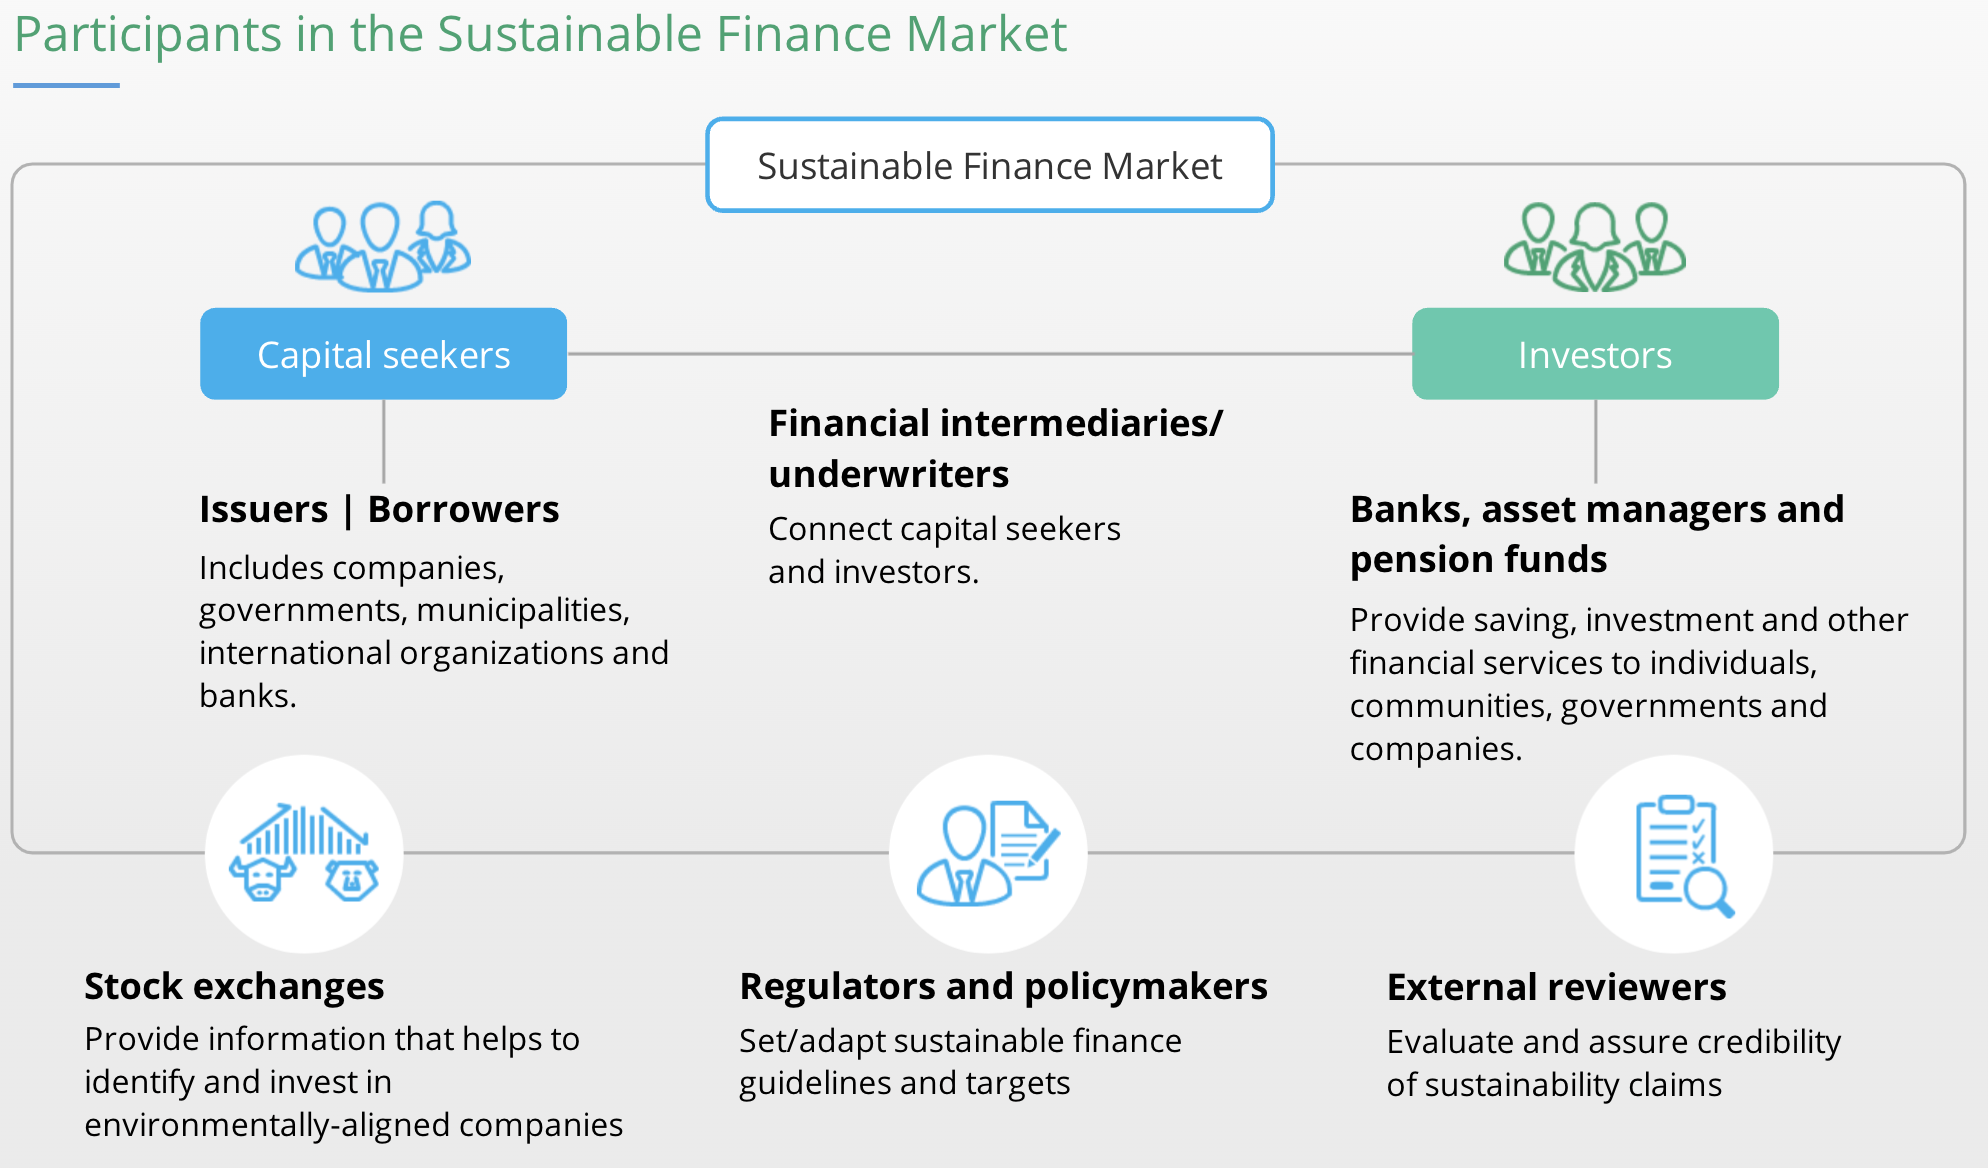 Participants in the Sustainable Finance Market
Sustainable Finance Market
Capital seekers
Investors
Financial intermediaries/
underwriters
Connect capital seekers
and investors.
Issuers | Borrowers
Includes companies,
governments, municipalities,
international organizations and
banks.
Banks, asset managers and
pension funds
Provide saving, investment and other
financial services to individuals,
communities, governments and
companies.
Stock exchanges
Provide information that helps to
identify and invest in
environmentally-aligned companies
Regulators and policymakers
Set/adapt sustainable finance
guidelines and targets
External reviewers
Evaluate and assure credibility
of sustainability claims